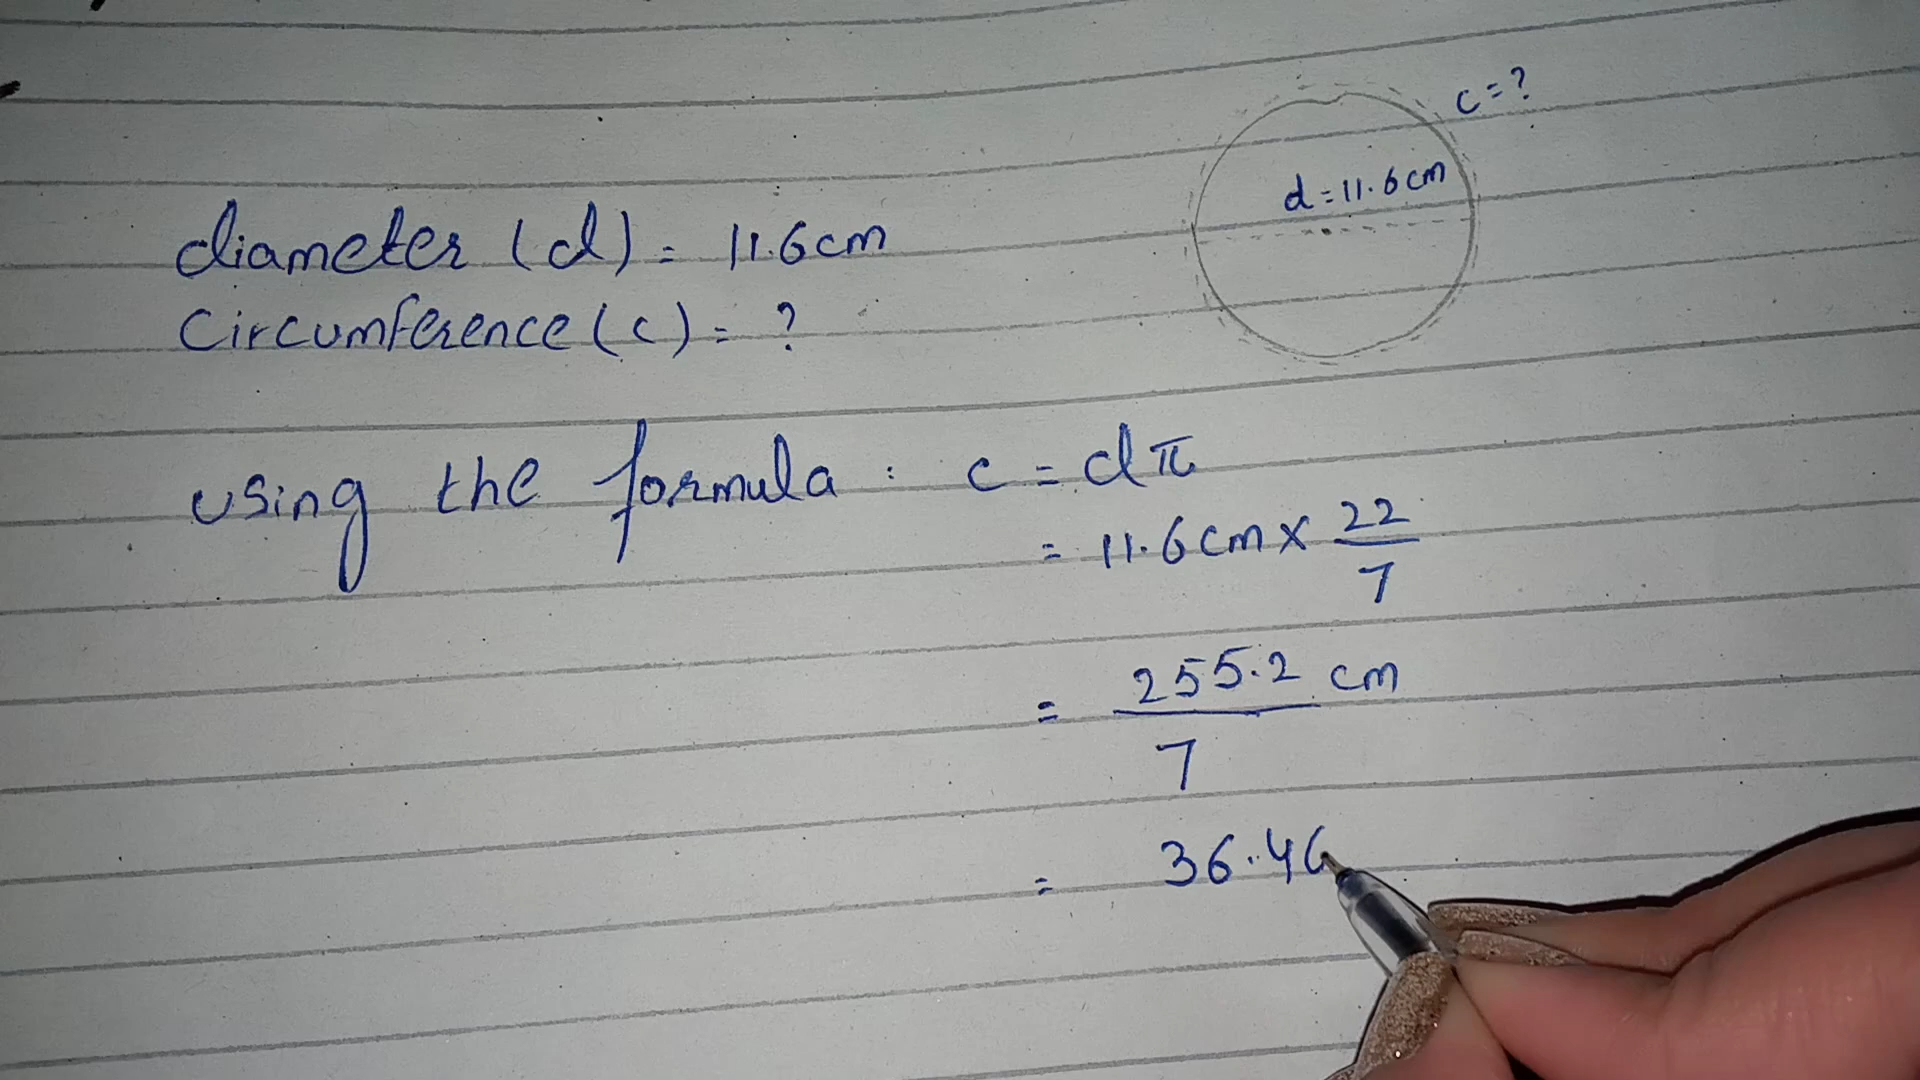 c=?
d=11.6cm
diameter (d) = 11.6cm
Circumference (c) = ?
using the formula : c = dπ
= 11.6cm × 22/7
= 255.2 cm / 7
= 36.46